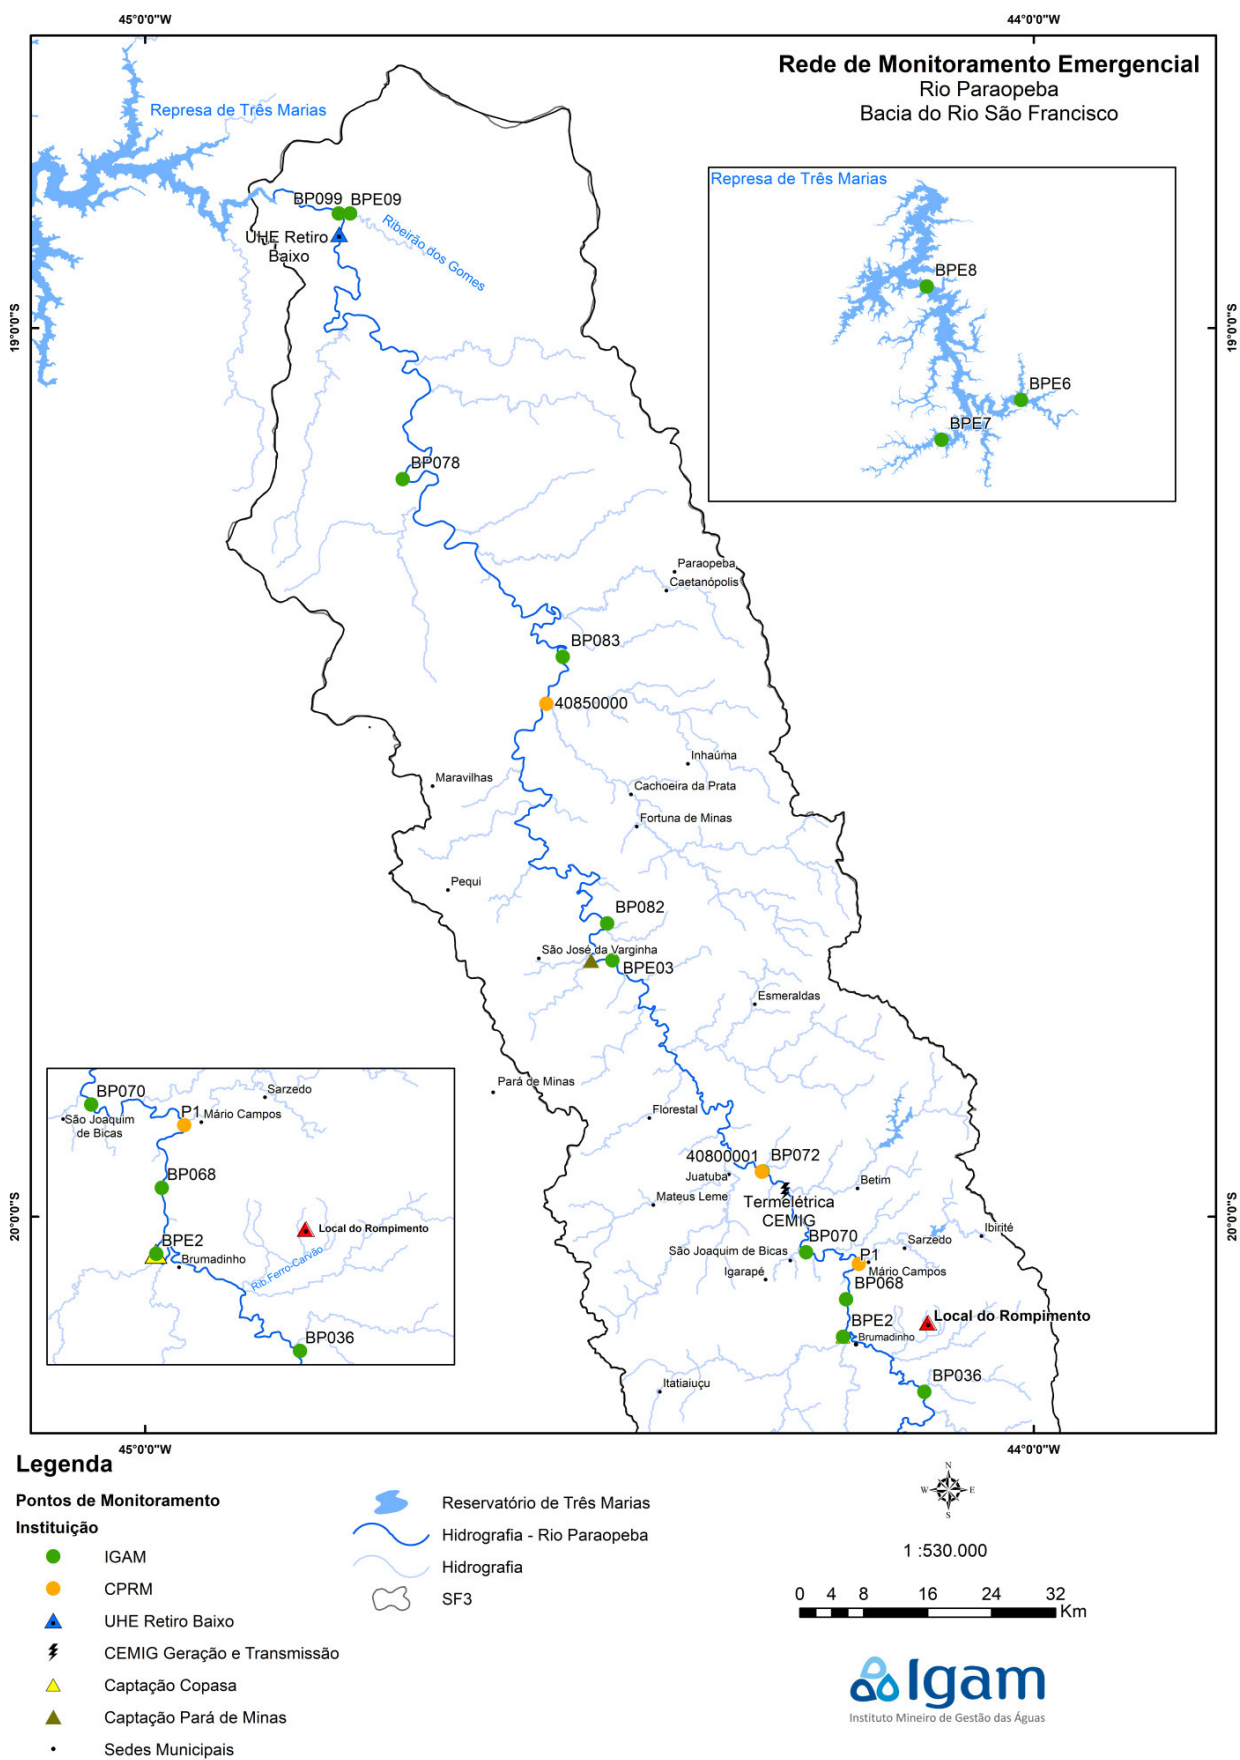 45°0'0"W
44°0'0"W
Rede de Monitoramento Emergencial
Rio Paraopeba
Bacia do Rio São Francisco
Represa de Três Marias
Represa de Três Marias
BP099
BPE09
Ribeirão dos Gomes
UHE Retiro
Baixo
BPE8
19°0'0"S
19°0'0"S
BPE6
BPE7
BP078
Paraopeba
Caetanópolis
BP083
40850000
Inhaúma
Maravilhas
Cachoeira da Prata
Fortuna de Minas
Pequi
BP082
São José da Varginha
BPE03
Esmeraldas
Pará de Minas
Florestal
40800001
BP072
Juatuba
Betim
Mateus Leme
Termelétrica
CEMIG
20°0'0"S
20°0'0"S
Ibirité
BP070
Sarzedo
São Joaquim de Bicas
P1
Igarapé
Mário Campos
BP068
Local do Rompimento
BPE2
Brumadinho
BP036
Itatiaiuçu
BP070
Sarzedo
P1
Mário Campos
São Joaquim
de Bicas
BP068
Local do Rompimento
BPE2
Brumadinho
Rib.Ferro-Carvão
BP036
45°0'0"W
44°0'0"W
Legenda
Pontos de Monitoramento
Instituição
IGAM
CPRM
UHE Retiro Baixo
CEMIG Geração e Transmissão
Captação Copasa
Captação Pará de Minas
Sedes Municipais
Reservatório de Três Marias
Hidrografia - Rio Paraopeba
Hidrografia
SF3
N
W
E
S
1 :530.000
0 4 8 16 24 32
Km
Igam
Instituto Mineiro de Gestão das Águas